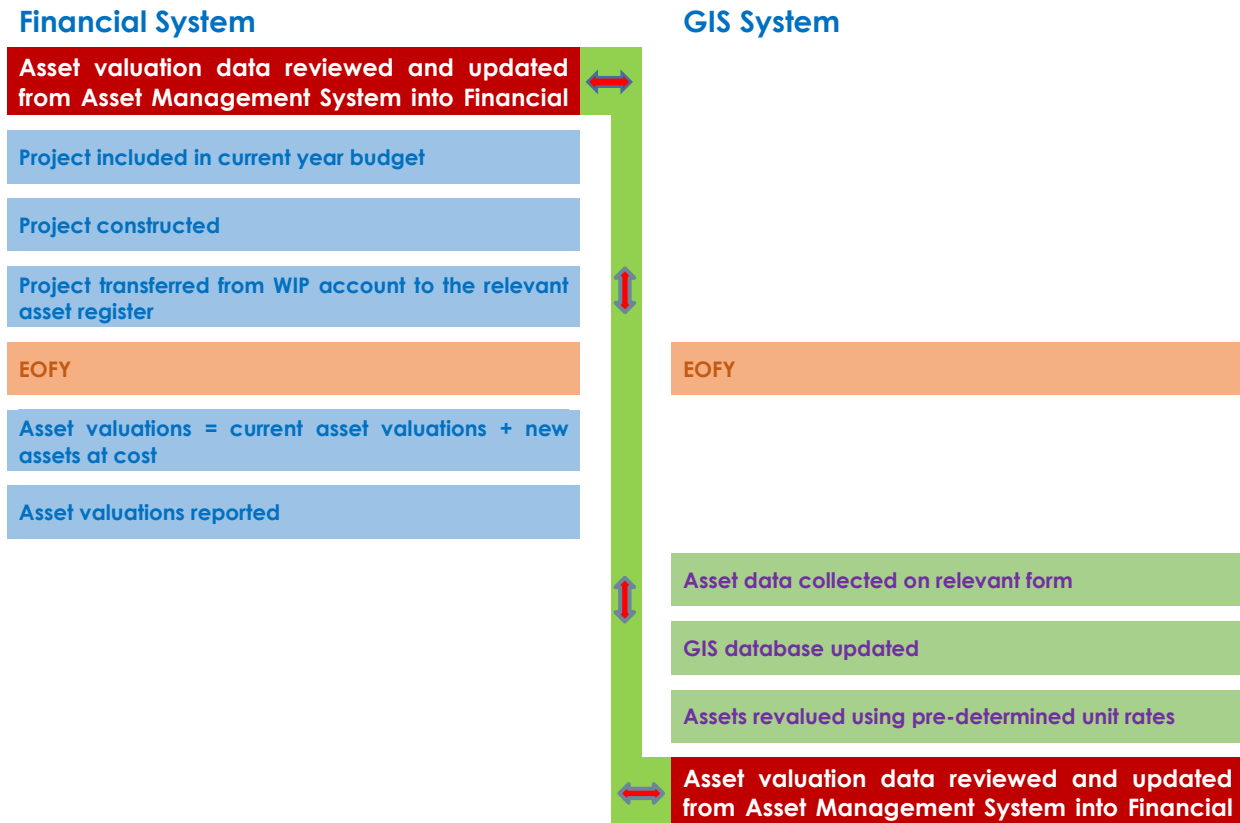 Financial System
GIS System
Asset valuation data reviewed and updated
from Asset Management System into Financial
Project included in current year budget
Project constructed
Project transferred from WIP account to the relevant
asset register
EOFY
EOFY
Asset valuations = current asset valuations + new
assets at cost
Asset valuations reported
Asset data collected on relevant form
GIS database updated
Assets revalued using pre-determined unit rates
Asset valuation data reviewed and updated
from Asset Management System into Financial